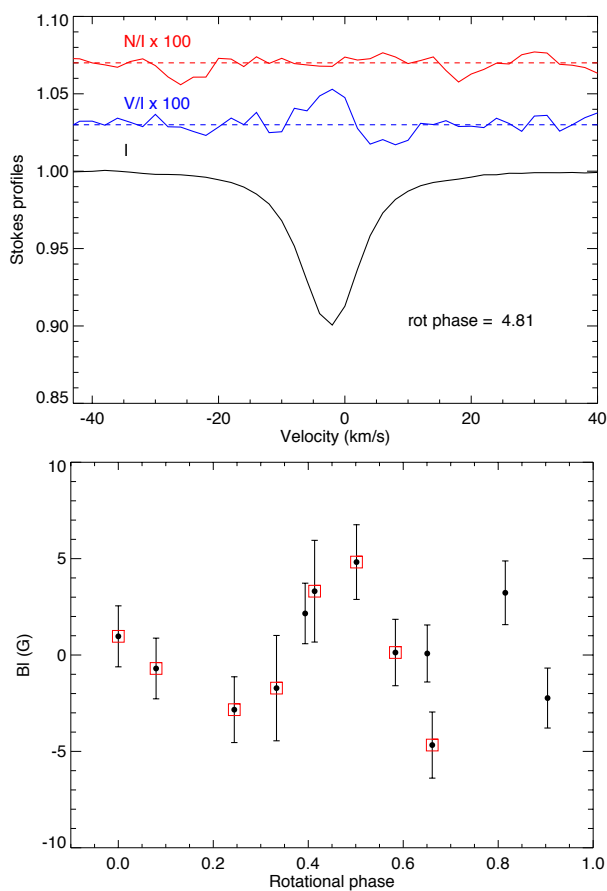 1.10
N/I x 100
1.05
V/I x 100
I
1.00
Stokes profiles
0.95
0.90
rot phase = 4.81
0.85
-40 -20 0 20 40
Velocity (km/s)
10
5
Bl (G)
0
-5
-10
0.0 0.2 0.4 0.6 0.8 1.0
Rotational phase